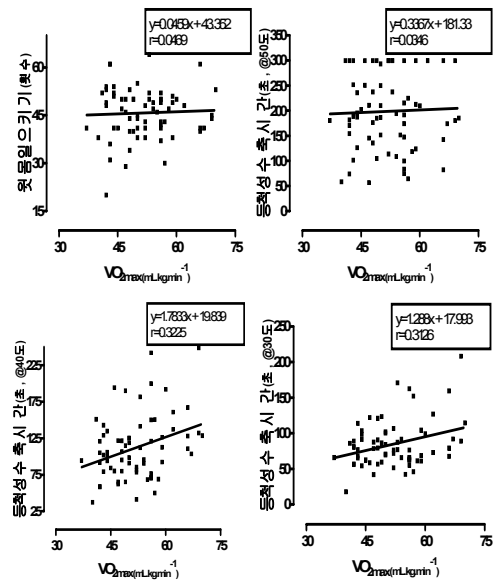 y=0.0459x + 43.352
r=0.0469
윗몸일으키기(횟수)
60
45
30
15
30
45
60
75
VO2max(mL.kg.min⁻¹)
y=0.3367x + 181.33
r=0.0346
등척성수축시간(초, @50도)
350
300
250
200
150
100
50
0
30
45
60
75
VO2max(mL.kg.min⁻¹)
y=1.7833x + 19.839
r=0.3225
등척성수축시간(초, @40도)
225
175
125
75
25
30
45
60
75
VO2max(mL.kg.min⁻¹)
y=1.288x + 17.993
r=0.3126
등척성수축시간(초, @30도)
250
200
150
100
50
0
30
45
60
75
VO2max(mL.kg.min⁻¹)